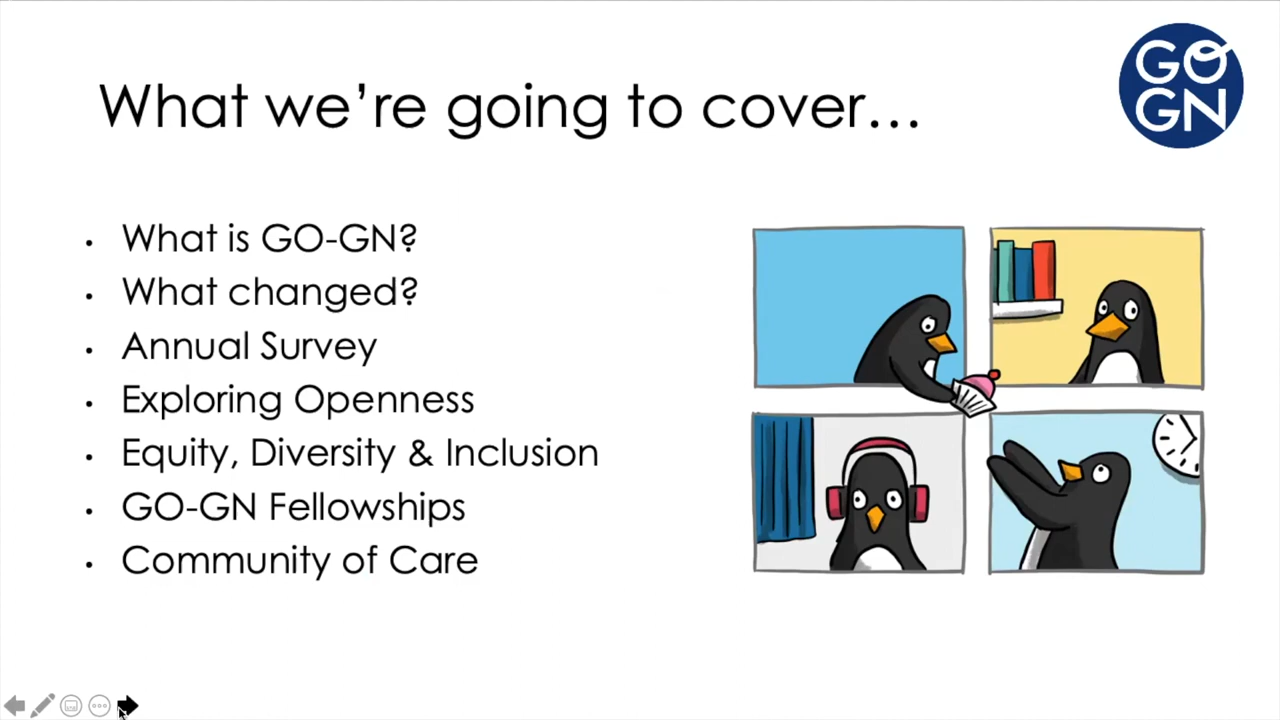 GO
GN
What we’re going to cover…
• What is GO-GN?
• What changed?
• Annual Survey
• Exploring Openness
• Equity, Diversity & Inclusion
• GO-GN Fellowships
• Community of Care